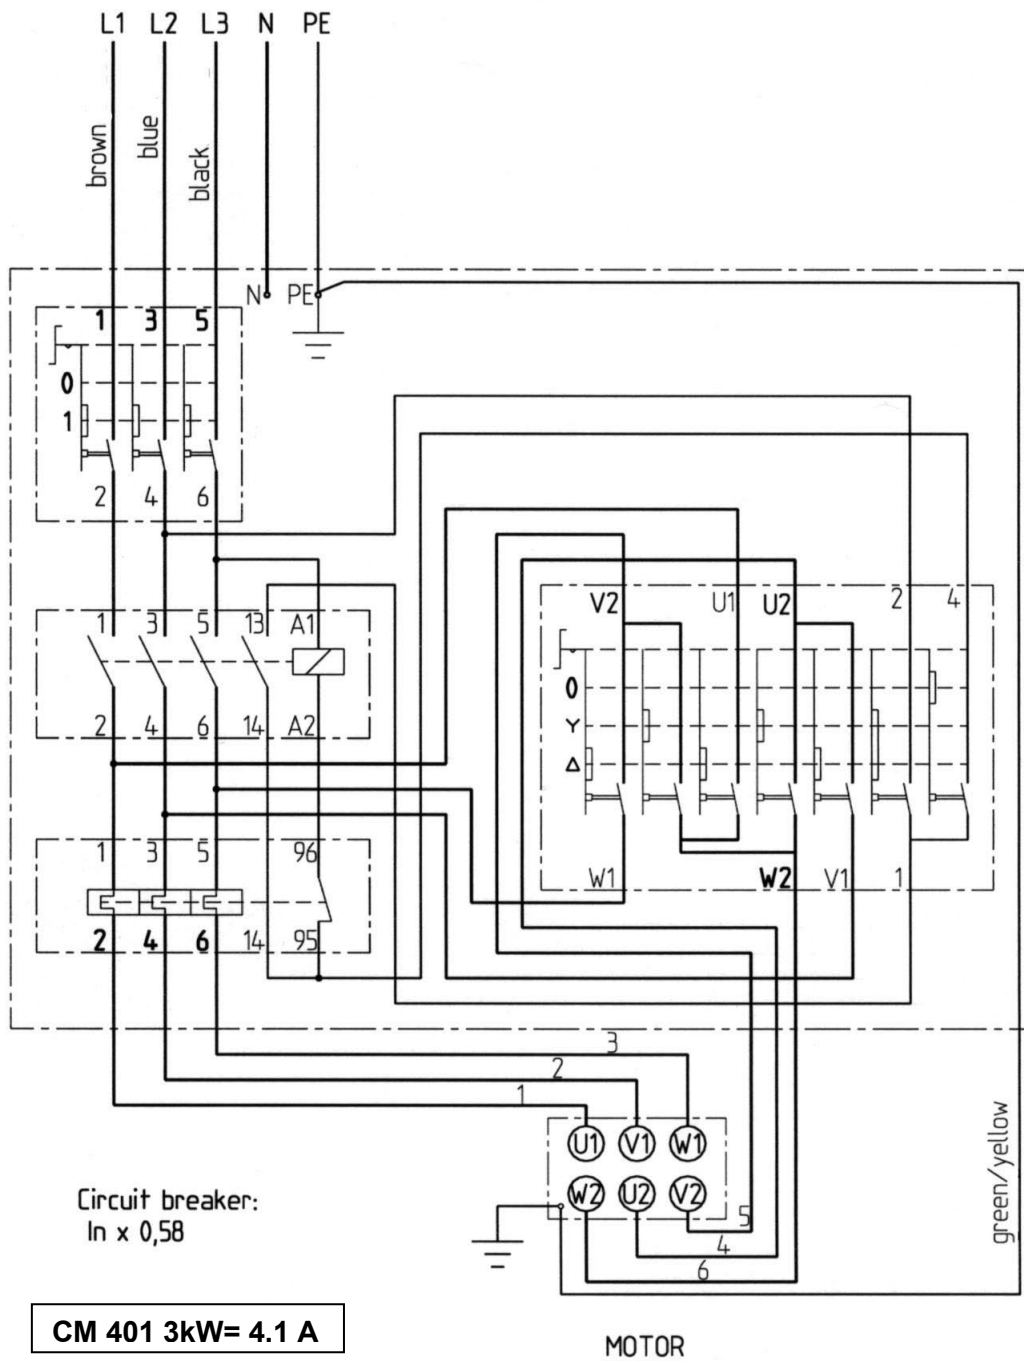 L1 L2 L3 N PE
brown
blue
black
N PE
1 3 5
0
1
2 4 6
1 3 5 13 A1
2 4 6 14 A2
V2 U1 U2 2 4
0
Y
Δ
W1 W2 V1 1
1 3 5 96
2 4 6 14 95
3
2
1
U1 V1 W1
W2 U2 V2
5
4
6
green/yellow
Circuit breaker:
In x 0,58
CM 401 3kW= 4.1 A
MOTOR